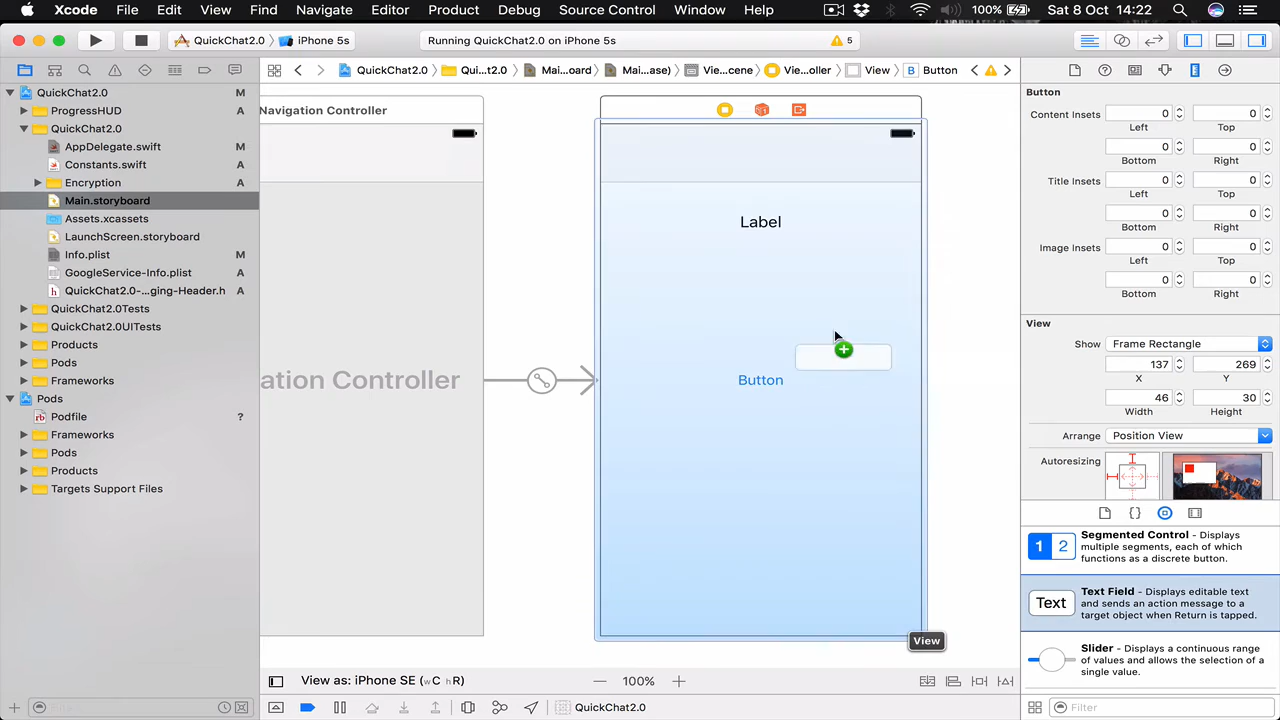 Xcode File Edit View Find Navigate Editor Product Debug Source Control Window Help 100% Sat 8 Oct 14:22
QuickChat2.0 iPhone 5s Running QuickChat2.0 on iPhone 5s 5
QuickChat2.0 Qui...t2.0 Mai...oard Mai...ase) Vie...cene Vie...oller View B Button
QuickChat2.0 M
ProgressHUD A
QuickChat2.0
AppDelegate.swift M
Constants.swift A
Encryption A
Main.storyboard
Assets.xcassets A
LaunchScreen.storyboard
Info.plist M
GoogleService-Info.plist A
QuickChat2.0-...ging-Header.h A
QuickChat2.0Tests
QuickChat2.0UITests
Products
Pods
Frameworks
Pods
Podfile ?
Frameworks
Pods
Products
Targets Support Files
Navigation Controller
ation Controller
Label
Button
View
View as: iPhone SE (wC hR) 100%
QuickChat2.0
Button
Content Insets 0 0
Left Top
0 0
Bottom Right
Title Insets 0 0
Left Top
0 0
Bottom Right
Image Insets 0 0
Left Top
0 0
Bottom Right
View
Show Frame Rectangle
137 269
X Y
46 30
Width Height
Arrange Position View
Autoresizing
1 2
Segmented Control - Displays
multiple segments, each of which
functions as a discrete button.
Text
Text Field - Displays editable text
and sends an action message to a
target object when Return is tapped.
Slider - Displays a continuous range
of values and allows the selection of a
single value.
Filter